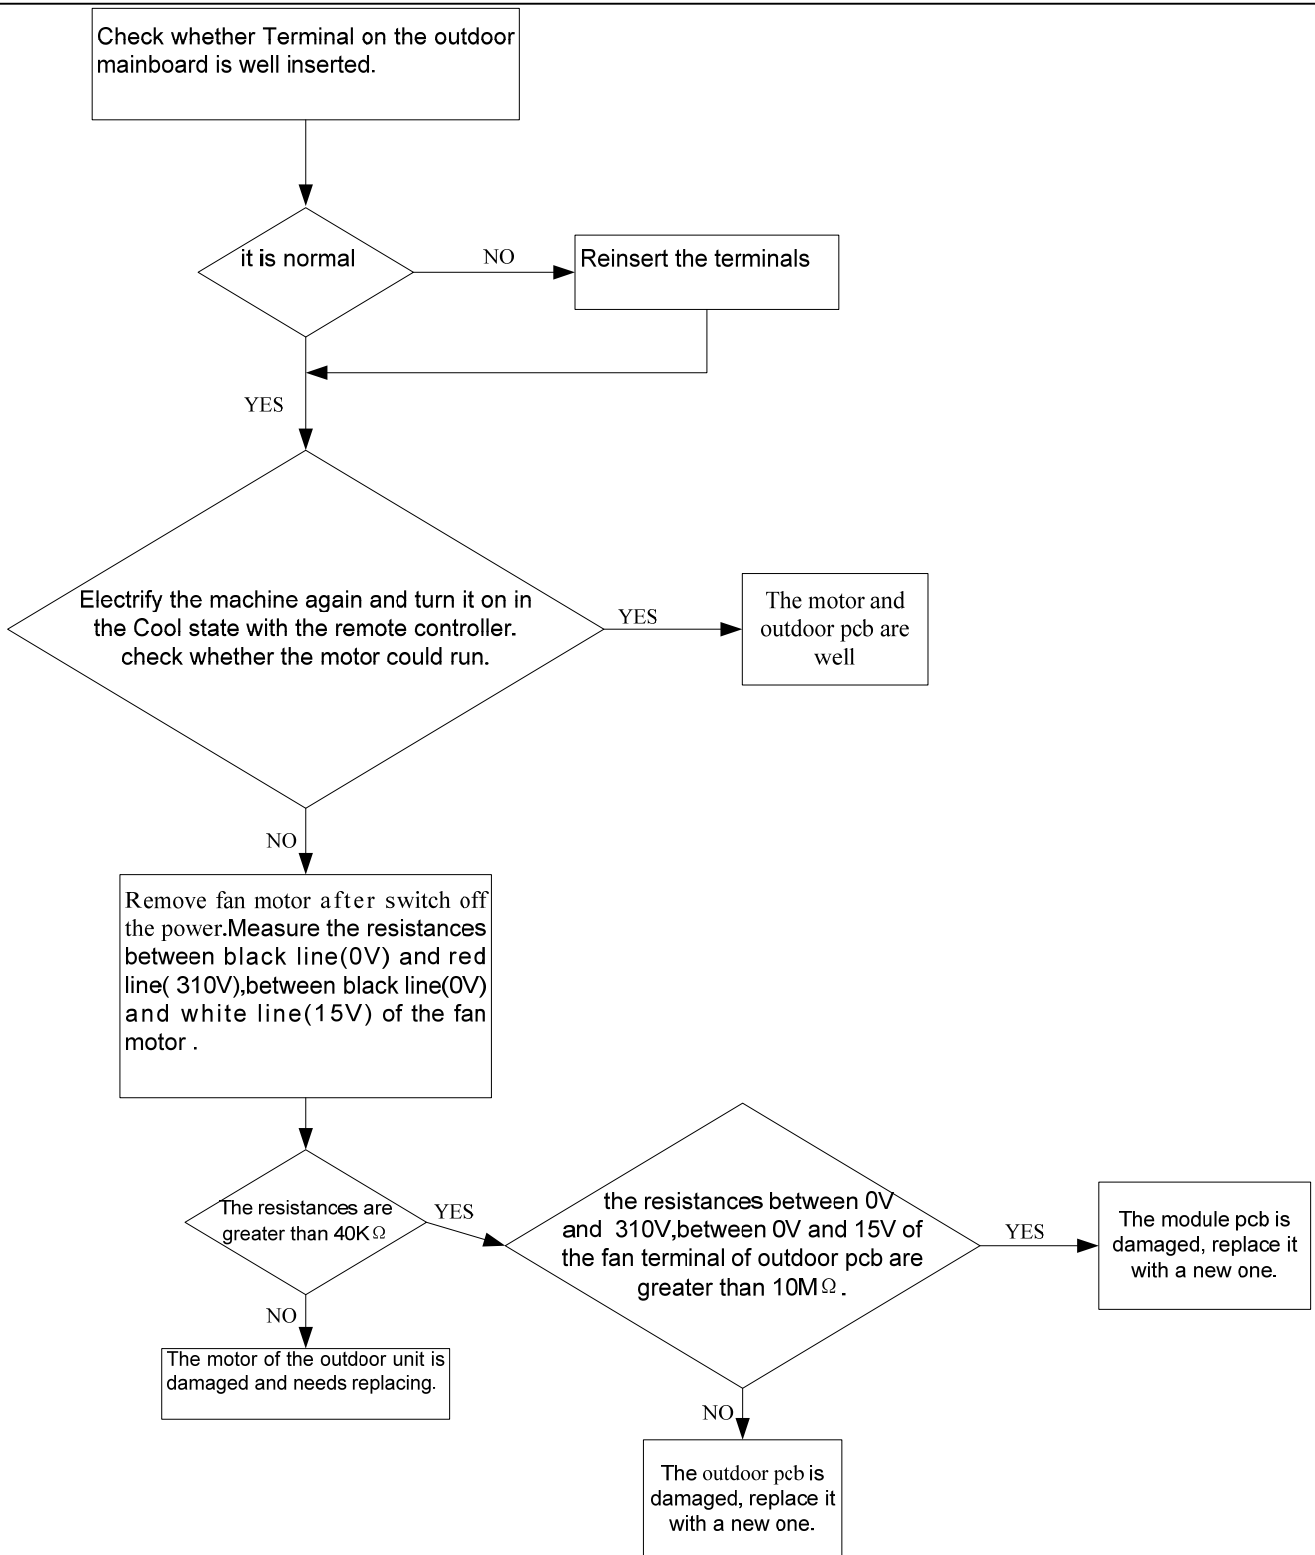 Check whether Terminal on the outdoor
mainboard is well inserted.
it is normal
NO
Reinsert the terminals
YES
Electrify the machine again and turn it on in
the Cool state with the remote controller.
check whether the motor could run.
YES
The motor and
outdoor pcb are
well
NO
Remove fan motor after switch off
the power.Measure the resistances
between black line(0V) and red
line( 310V),between black line(0V)
and white line(15V) of the fan
motor .
The resistances are
greater than 40KΩ
YES
the resistances between 0V
and 310V,between 0V and 15V of
the fan terminal of outdoor pcb are
greater than 10MΩ.
YES
The module pcb is
damaged, replace it
with a new one.
NO
The motor of the outdoor unit is
damaged and needs replacing.
NO
The outdoor pcb is
damaged, replace it
with a new one.